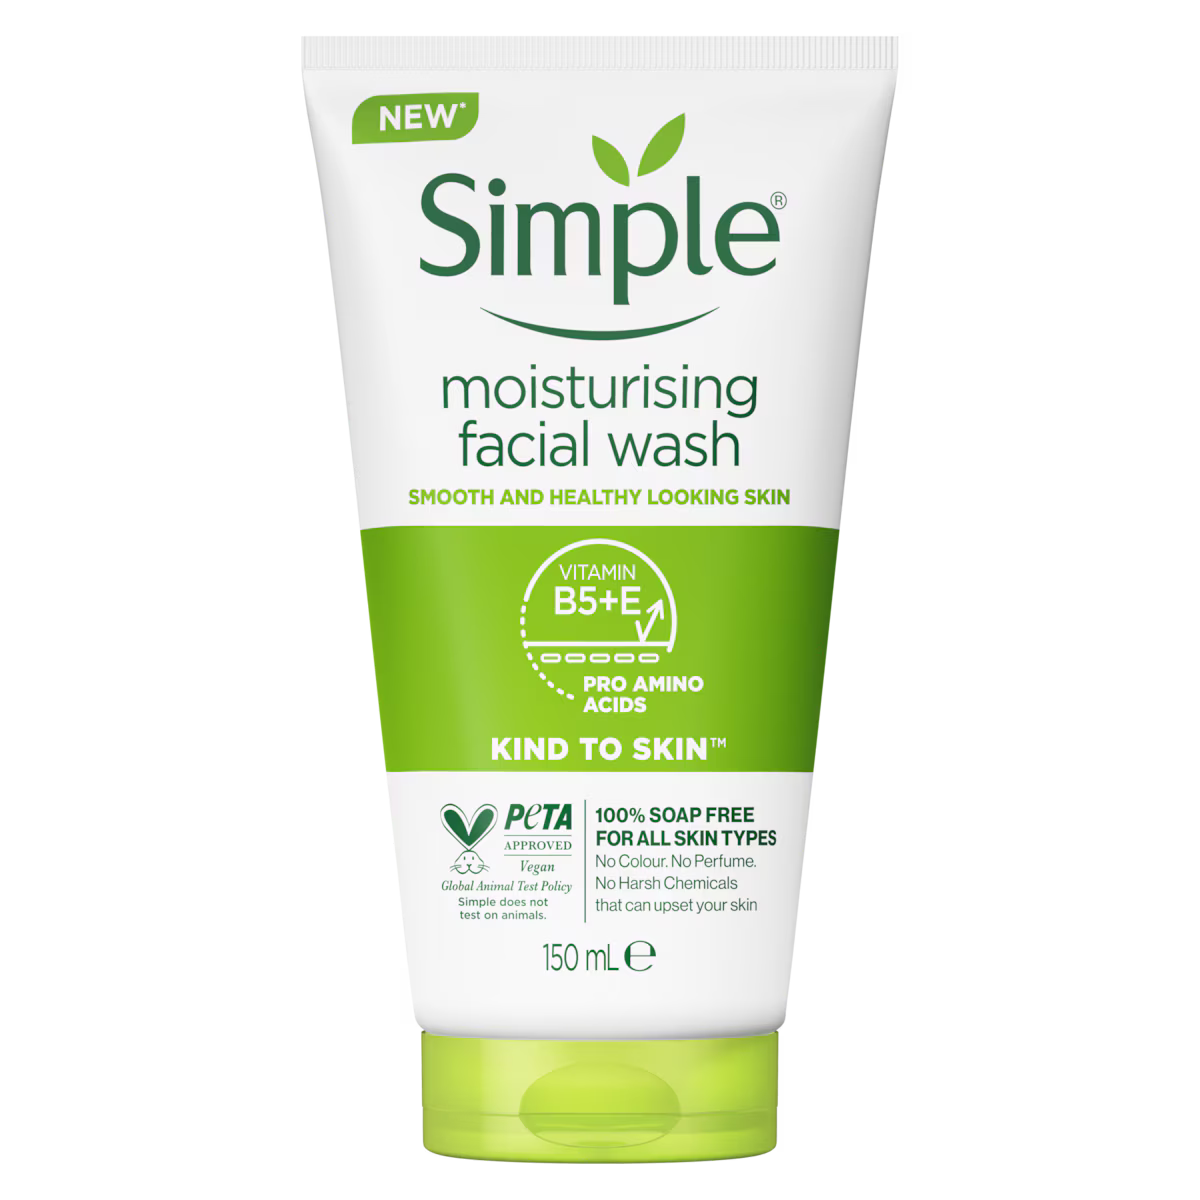 NEW*
Simple®
moisturising
facial wash
SMOOTH AND HEALTHY LOOKING SKIN
VITAMIN
B5+E
PRO AMINO
ACIDS
KIND TO SKIN™
PETA
APPROVED
Vegan
Global Animal Test Policy
Simple does not
test on animals.
100% SOAP FREE
FOR ALL SKIN TYPES
No Colour. No Perfume.
No Harsh Chemicals
that can upset your skin
150 mL ℮